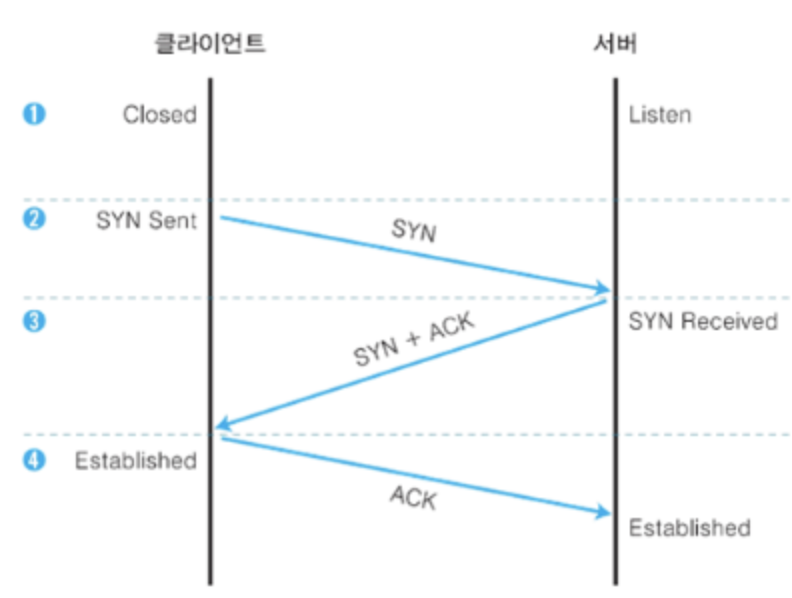 클라이언트 서버
1 Closed Listen
2 SYN Sent
SYN
3 SYN Received
SYN + ACK
4 Established
ACK
Established